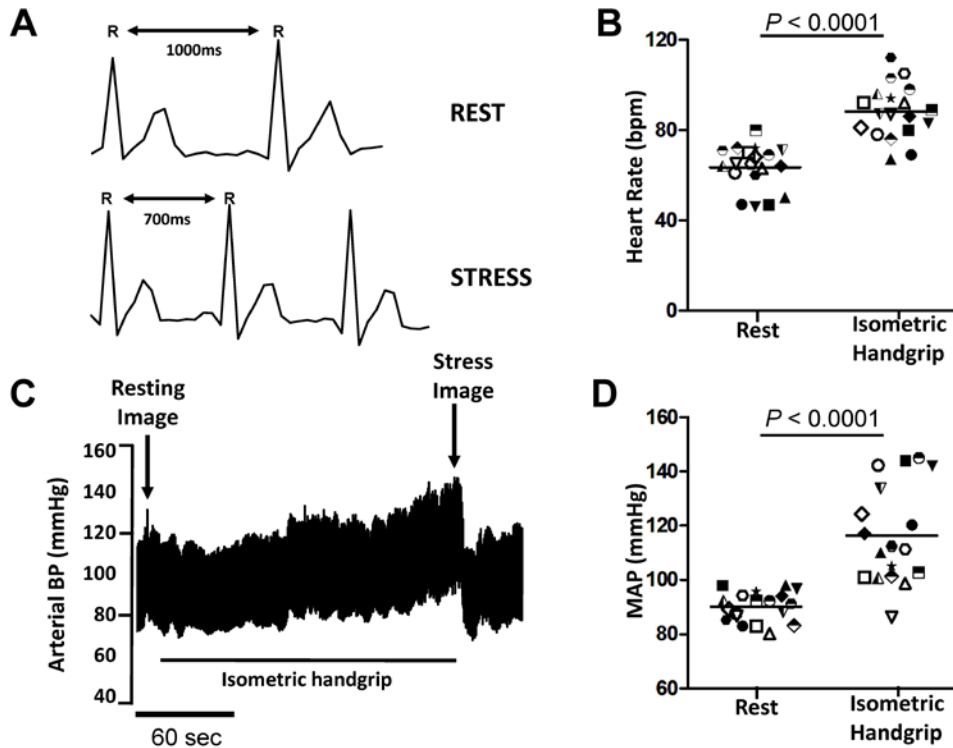 A
R
R
1000ms
REST
R
R
700ms
STRESS
B
P < 0.0001
120
80
40
0
Heart Rate (bpm)
Rest
Isometric
Handgrip
C
Resting
Image
Stress
Image
160
140
120
100
80
60
40
Arterial BP (mmHg)
Isometric handgrip
60 sec
D
P < 0.0001
160
140
120
100
80
60
MAP (mmHg)
Rest
Isometric
Handgrip